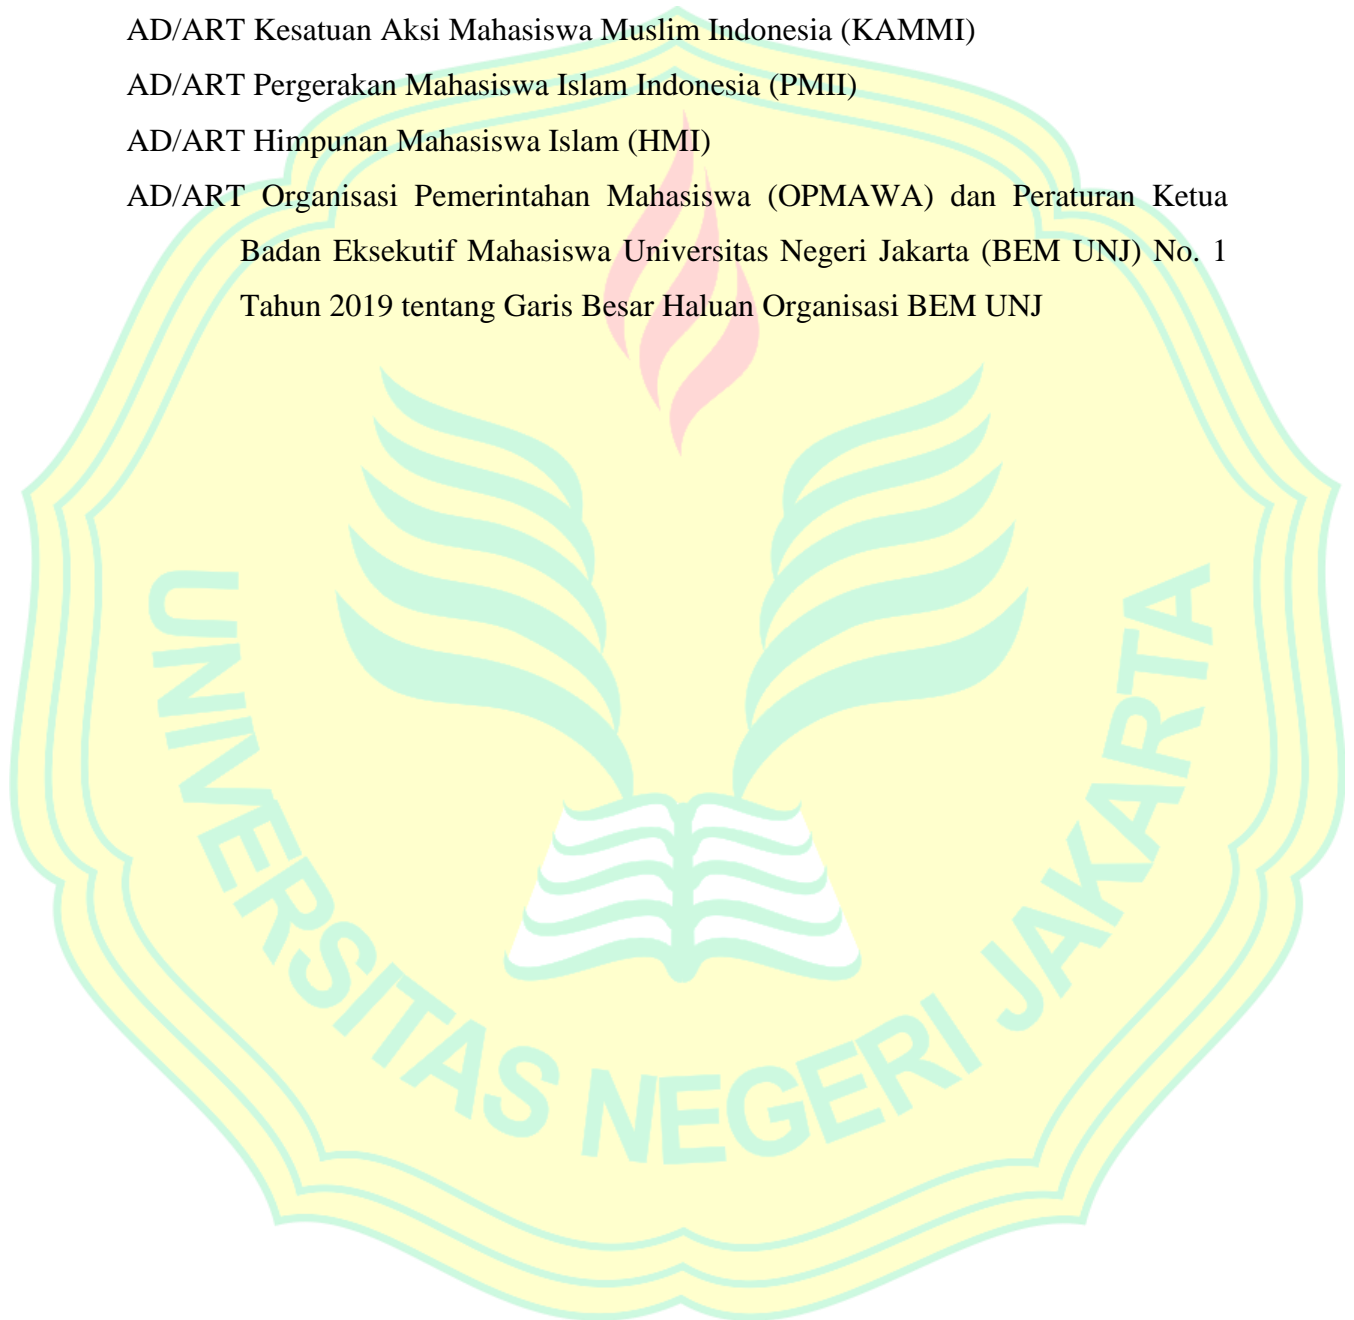 AD/ART Kesatuan Aksi Mahasiswa Muslim Indonesia (KAMMI)
AD/ART Pergerakan Mahasiswa Islam Indonesia (PMII)
AD/ART Himpunan Mahasiswa Islam (HMI)
AD/ART Organisasi Pemerintahan Mahasiswa (OPMAWA) dan Peraturan Ketua
Badan Eksekutif Mahasiswa Universitas Negeri Jakarta (BEM UNJ) No. 1
Tahun 2019 tentang Garis Besar Haluan Organisasi BEM UNJ
UNIVERSITAS NEGERI JAKARTA